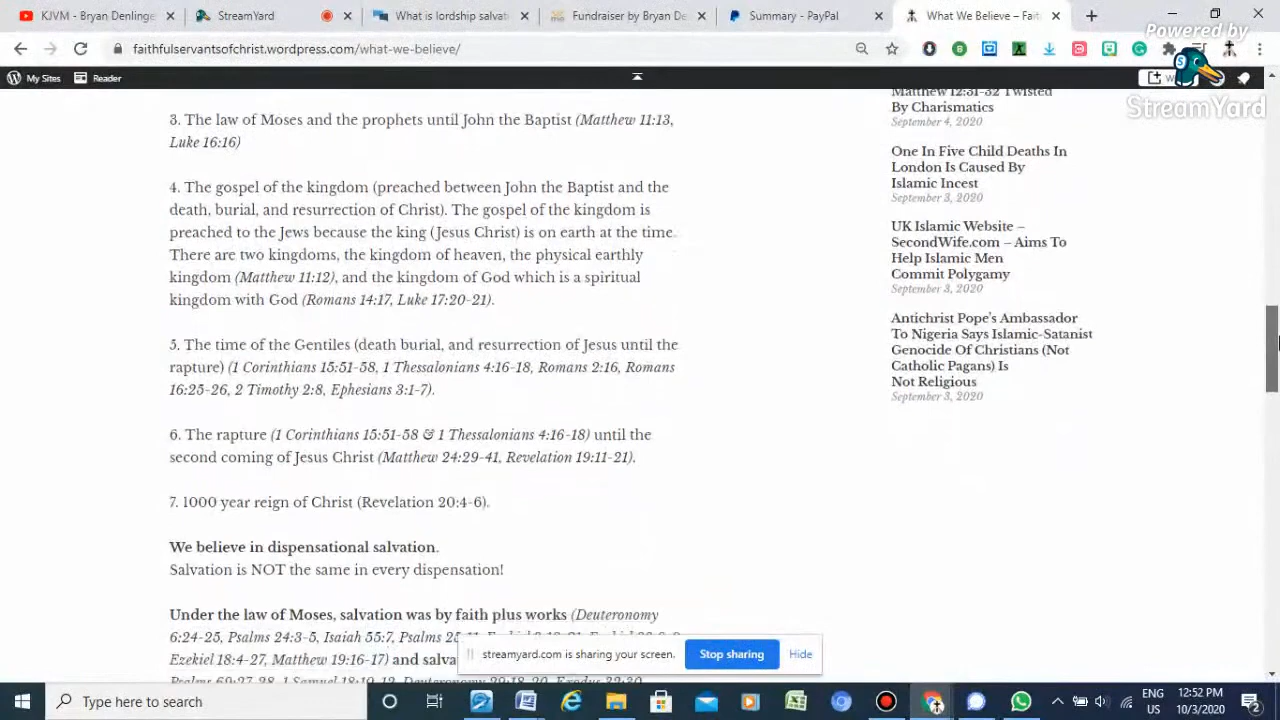 KJVM - Bryan Denling
StreamYard
What is lordship salvat
Fundraiser by Bryan De
Summary - PayPal
What We Believe – Fait
Powered by
faithfulservantsofchrist.wordpress.com/what-we-believe/
My Sites
Reader
StreamYard
3. The law of Moses and the prophets until John the Baptist (Matthew 11:13,
Luke 16:16)
4. The gospel of the kingdom (preached between John the Baptist and the
death, burial, and resurrection of Christ). The gospel of the kingdom is
preached to the Jews because the king (Jesus Christ) is on earth at the time.
There are two kingdoms, the kingdom of heaven, the physical earthly
kingdom (Matthew 11:12), and the kingdom of God which is a spiritual
kingdom with God (Romans 14:17, Luke 17:20-21).
5. The time of the Gentiles (death burial, and resurrection of Jesus until the
rapture) (1 Corinthians 15:51-58, 1 Thessalonians 4:16-18, Romans 2:16, Romans
16:25-26, 2 Timothy 2:8, Ephesians 3:1-7).
6. The rapture (1 Corinthians 15:51-58 & 1 Thessalonians 4:16-18) until the
second coming of Jesus Christ (Matthew 24:29-41, Revelation 19:11-21).
7. 1000 year reign of Christ (Revelation 20:4-6).
We believe in dispensational salvation.
Salvation is NOT the same in every dispensation!
Under the law of Moses, salvation was by faith plus works (Deuteronomy
6:24-25, Psalms 24:3-5, Isaiah 55:7, Psalms
Ezekiel 18:4-27, Matthew 19:16-17) and salva
Matthew 12:31-32 Twisted
By Charismatics
September 4, 2020
One In Five Child Deaths In
London Is Caused By
Islamic Incest
September 3, 2020
UK Islamic Website –
SecondWife.com – Aims To
Help Islamic Men
Commit Polygamy
September 3, 2020
Antichrist Pope's Ambassador
To Nigeria Says Islamic-Satanist
Genocide Of Christians (Not
Catholic Pagans) Is
Not Religious
September 3, 2020
streamyard.com is sharing your screen.
Stop sharing
Hide
Type here to search
ENG
US
12:52 PM
10/3/2020
2